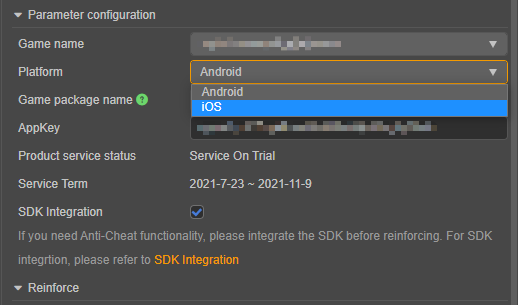 Parameter configuration
Game name
Platform Android
Android
Game package name ?
iOS
AppKey
Product service status Service On Trial
Service Term 2021-7-23 ~ 2021-11-9
SDK Integration
If you need Anti-Cheat functionality, please integrate the SDK before reinforcing. For SDK
integrtion, please refer to SDK Integration
Reinforce